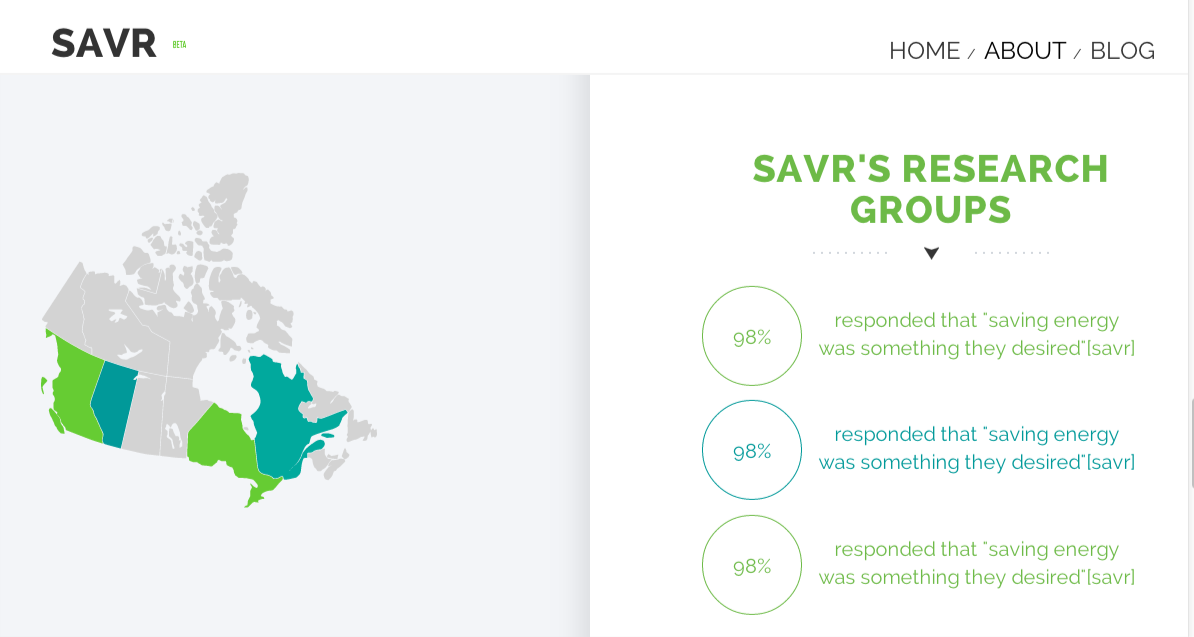 SAVR BETA
HOME / ABOUT / BLOG
SAVR'S RESEARCH
GROUPS
98%
responded that "saving energy
was something they desired"[savr]
98%
responded that "saving energy
was something they desired"[savr]
98%
responded that "saving energy
was something they desired"[savr]